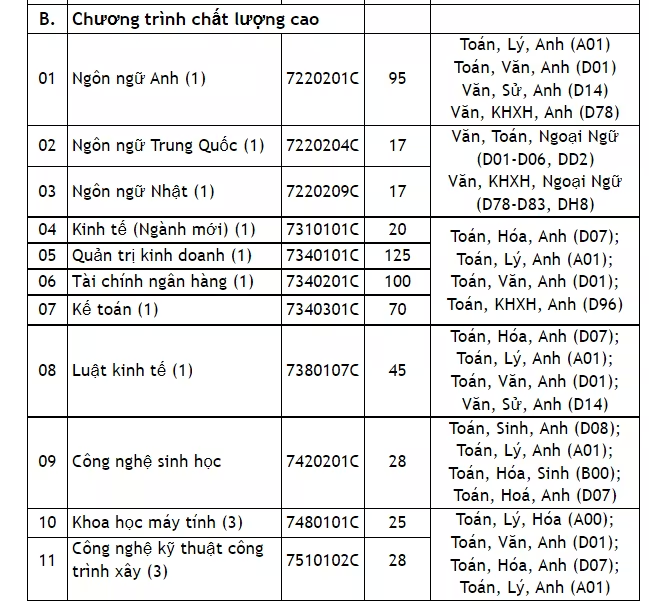 B. Chương trình chất lượng cao
01 Ngôn ngữ Anh (1) 7220201C 95
Toán, Lý, Anh (A01)
Toán, Văn, Anh (D01)
Văn, Sử, Anh (D14)
Văn, KHXH, Anh (D78)
02 Ngôn ngữ Trung Quốc (1) 7220204C 17
03 Ngôn ngữ Nhật (1) 7220209C 17
Văn, Toán, Ngoại Ngữ
(D01-D06, DD2)
Văn, KHXH, Ngoại Ngữ
(D78-D83, DH8)
04 Kinh tế (Ngành mới) (1) 7310101C 20
05 Quản trị kinh doanh (1) 7340101C 125
06 Tài chính ngân hàng (1) 7340201C 100
07 Kế toán (1) 7340301C 70
Toán, Hóa, Anh (D07);
Toán, Lý, Anh (A01);
Toán, Văn, Anh (D01);
Toán, KHXH, Anh (D96)
08 Luật kinh tế (1) 7380107C 45
Toán, Hóa, Anh (D07);
Toán, Lý, Anh (A01);
Toán, Văn, Anh (D01);
Văn, Sử, Anh (D14)
09 Công nghệ sinh học 7420201C 28
Toán, Sinh, Anh (D08);
Toán, Lý, Anh (A01);
Toán, Hóa, Sinh (B00);
Toán, Hoá, Anh (D07)
10 Khoa học máy tính (3) 7480101C 25
11 Công nghệ kỹ thuật công
trình xây (3) 7510102C 28
Toán, Lý, Hóa (A00);
Toán, Văn, Anh (D01);
Toán, Hóa, Anh (D07);
Toán, Lý, Anh (A01)